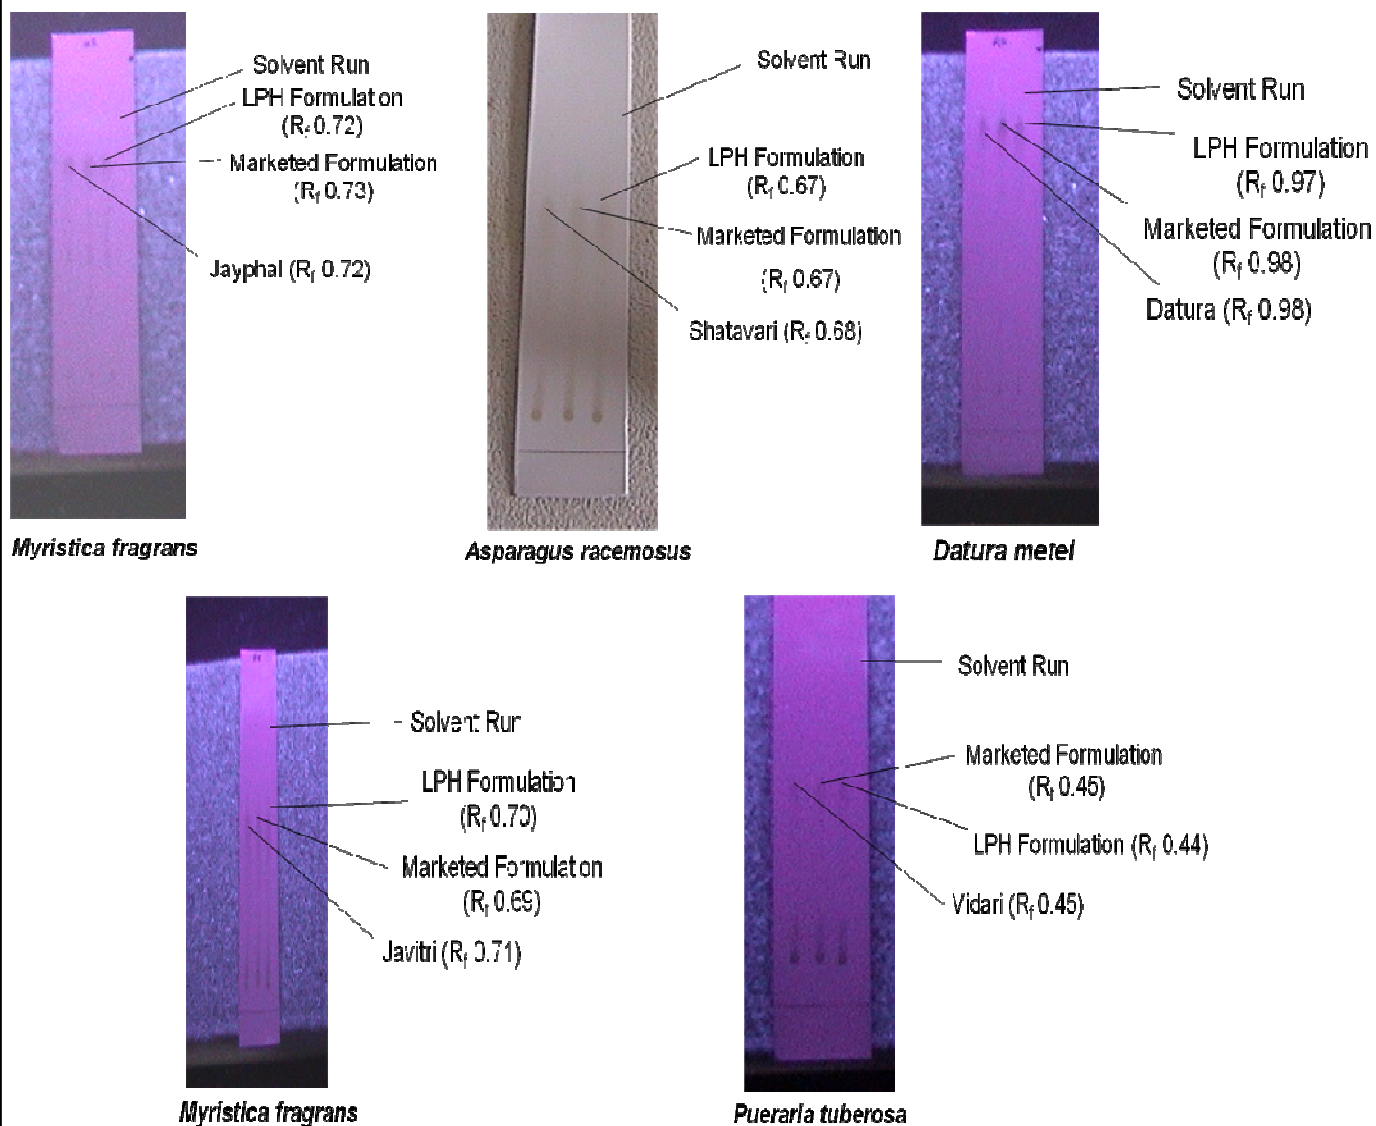 Solvent Run
LPH Formulation
(Rf 0.72)
Marketed Formulation
(Rf 0.73)
Jayphal (Rf 0.72)
Myristica fragrans
Solvent Run
LPH Formulation
(Rf 0.67)
Marketed Formulation
(Rf 0.67)
Shatavari (Rf 0.68)
Asparagus racemosus
Solvent Run
LPH Formulation
(Rf 0.97)
Marketed Formulation
(Rf 0.98)
Datura (Rf 0.98)
Datura metel
Solvent Run
LPH Formulation
(Rf 0.70)
Marketed Formulation
(Rf 0.69)
Javitri (Rf 0.71)
Myristica fragrans
Solvent Run
Marketed Formulation
(Rf 0.45)
LPH Formulation (Rf 0.44)
Vidari (Rf 0.45)
Pueraria tuberosa